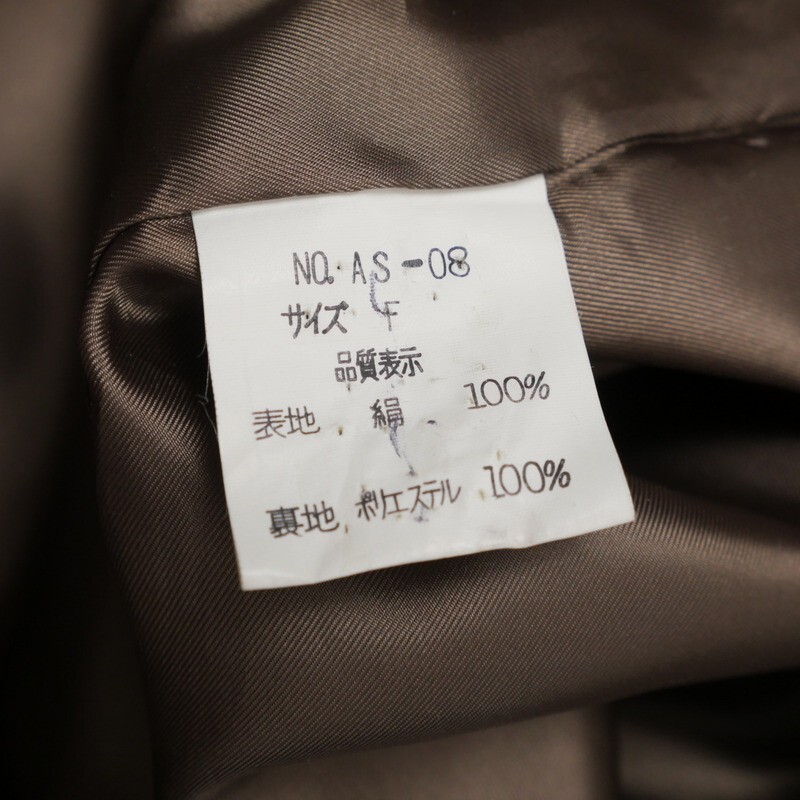 NO. AS-08
サイズ F
品質表示
表地 絹 100%
裏地 ポリエステル 100%